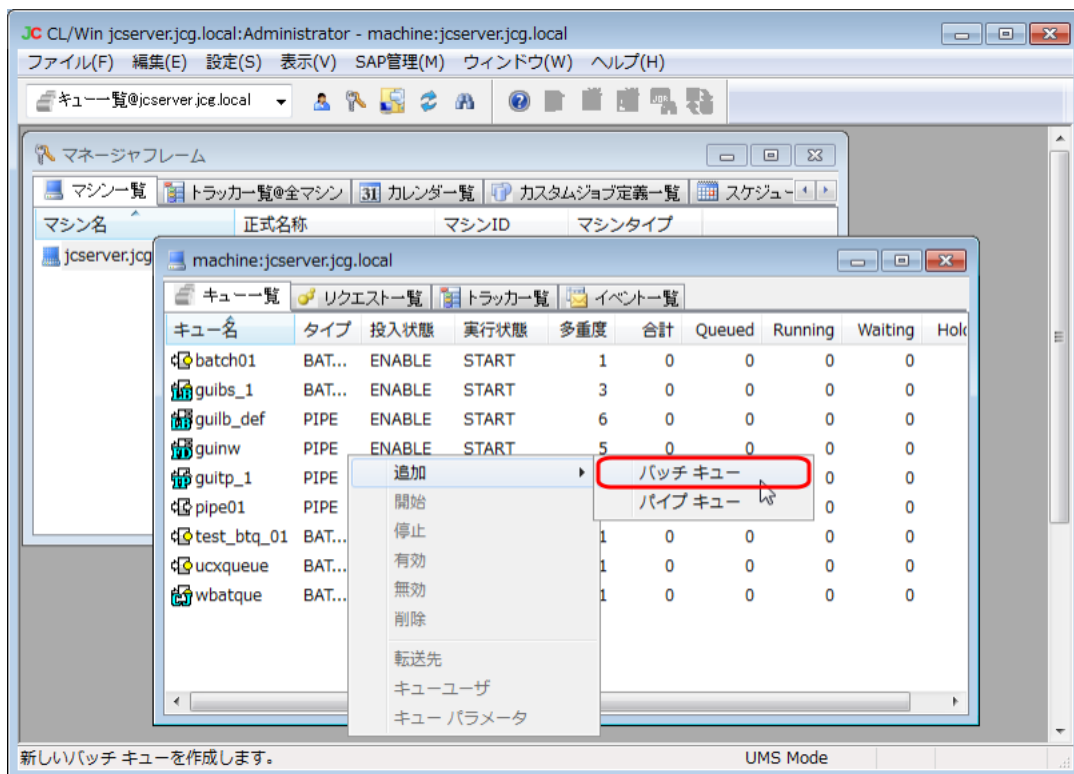 JC CL/Win jcserver.jcg.local:Administrator - machine:jcserver.jcg.local
ファイル(F) 編集(E) 設定(S) 表示(V) SAP管理(M) ウィンドウ(W) ヘルプ(H)
キュー一覧@jcserver.jcg.local
マネージャフレーム
マシン一覧 トラッカ一覧@全マシン 31 カレンダ一覧 カスタムジョブ定義一覧 スケジュー
マシン名 正式名称 マシンID マシンタイプ
jcserver.jcg
machine:jcserver.jcg.local
キュー一覧 リクエスト一覧 トラッカ一覧 イベント一覧
キュー名 タイプ 投入状態 実行状態 多重度 合計 Queued Running Waiting Hold
batch01 BAT... ENABLE START 1 0 0 0 0
guibs_1 BAT... ENABLE START 3 0 0 0 0
guilb_def PIPE ENABLE START 6 0 0 0 0
guinw PIPE ENABLE START 5 0 0 0 0
guitp_1 PIPE 0 0
pipe01 PIPE 0 0
test_btq_01 BAT... 1 0 0 0 0
ucxqueue BAT... 1 0 0 0 0
wbatque BAT... 1 0 0 0 0
追加
開始
停止
有効
無効
削除
転送先
キューユーザ
キュー パラメータ
バッチ キュー
パイプ キュー
新しいバッチ キューを作成します。 UMS Mode